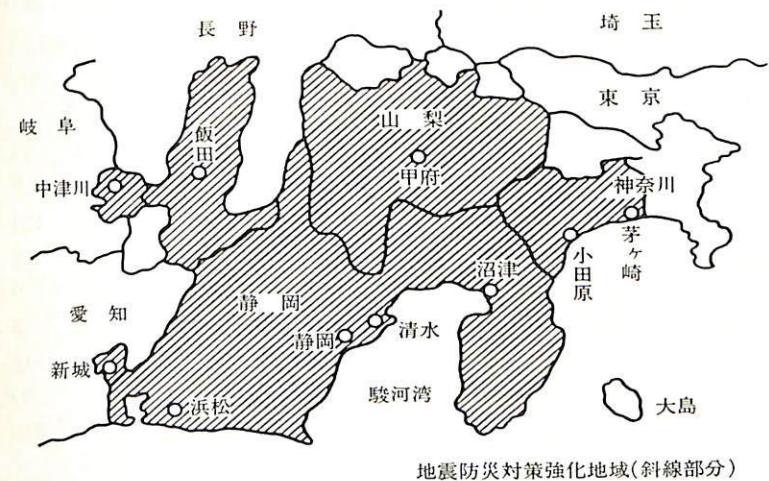 長野
埼玉
東京
岐阜
山梨
飯田
甲府
中津川
神奈川
茅ヶ崎
小田原
沼津
静岡
愛知
静岡
清水
新城
浜松
駿河湾
大島
地震防災対策強化地域(斜線部分)